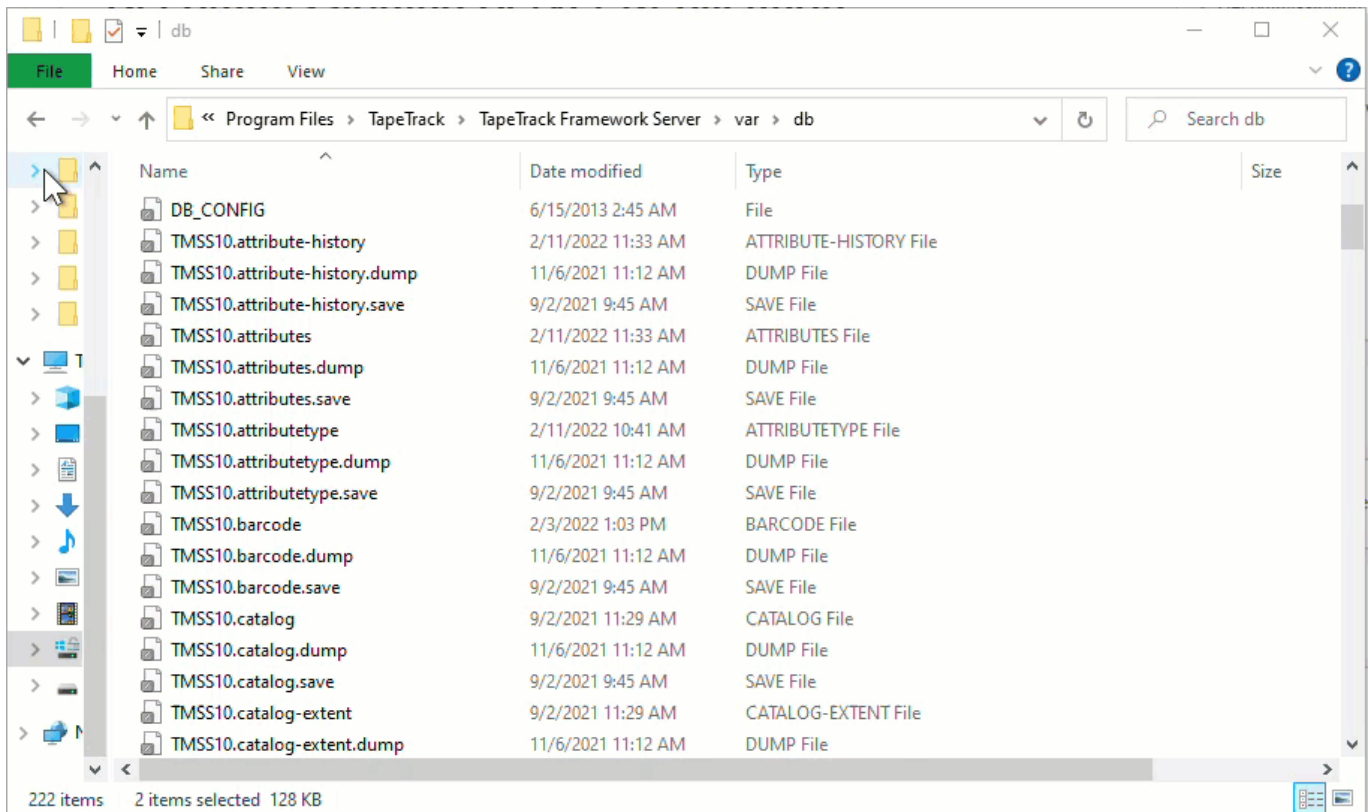 db
File Home Share View
« Program Files > TapeTrack > TapeTrack Framework Server > var > db Search db
Name Date modified Type Size
DB_CONFIG 6/15/2013 2:45 AM File
TMSS10.attribute-history 2/11/2022 11:33 AM ATTRIBUTE-HISTORY File
TMSS10.attribute-history.dump 11/6/2021 11:12 AM DUMP File
TMSS10.attribute-history.save 9/2/2021 9:45 AM SAVE File
TMSS10.attributes 2/11/2022 11:33 AM ATTRIBUTES File
TMSS10.attributes.dump 11/6/2021 11:12 AM DUMP File
TMSS10.attributes.save 9/2/2021 9:45 AM SAVE File
TMSS10.attributetype 2/11/2022 10:41 AM ATTRIBUTETYPE File
TMSS10.attributetype.dump 11/6/2021 11:12 AM DUMP File
TMSS10.attributetype.save 9/2/2021 9:45 AM SAVE File
TMSS10.barcode 2/3/2022 1:03 PM BARCODE File
TMSS10.barcode.dump 11/6/2021 11:12 AM DUMP File
TMSS10.barcode.save 9/2/2021 9:45 AM SAVE File
TMSS10.catalog 9/2/2021 11:29 AM CATALOG File
TMSS10.catalog.dump 11/6/2021 11:12 AM DUMP File
TMSS10.catalog.save 9/2/2021 9:45 AM SAVE File
TMSS10.catalog-extent 9/2/2021 11:29 AM CATALOG-EXTENT File
TMSS10.catalog-extent.dump 11/6/2021 11:12 AM DUMP File
222 items 2 items selected 128 KB